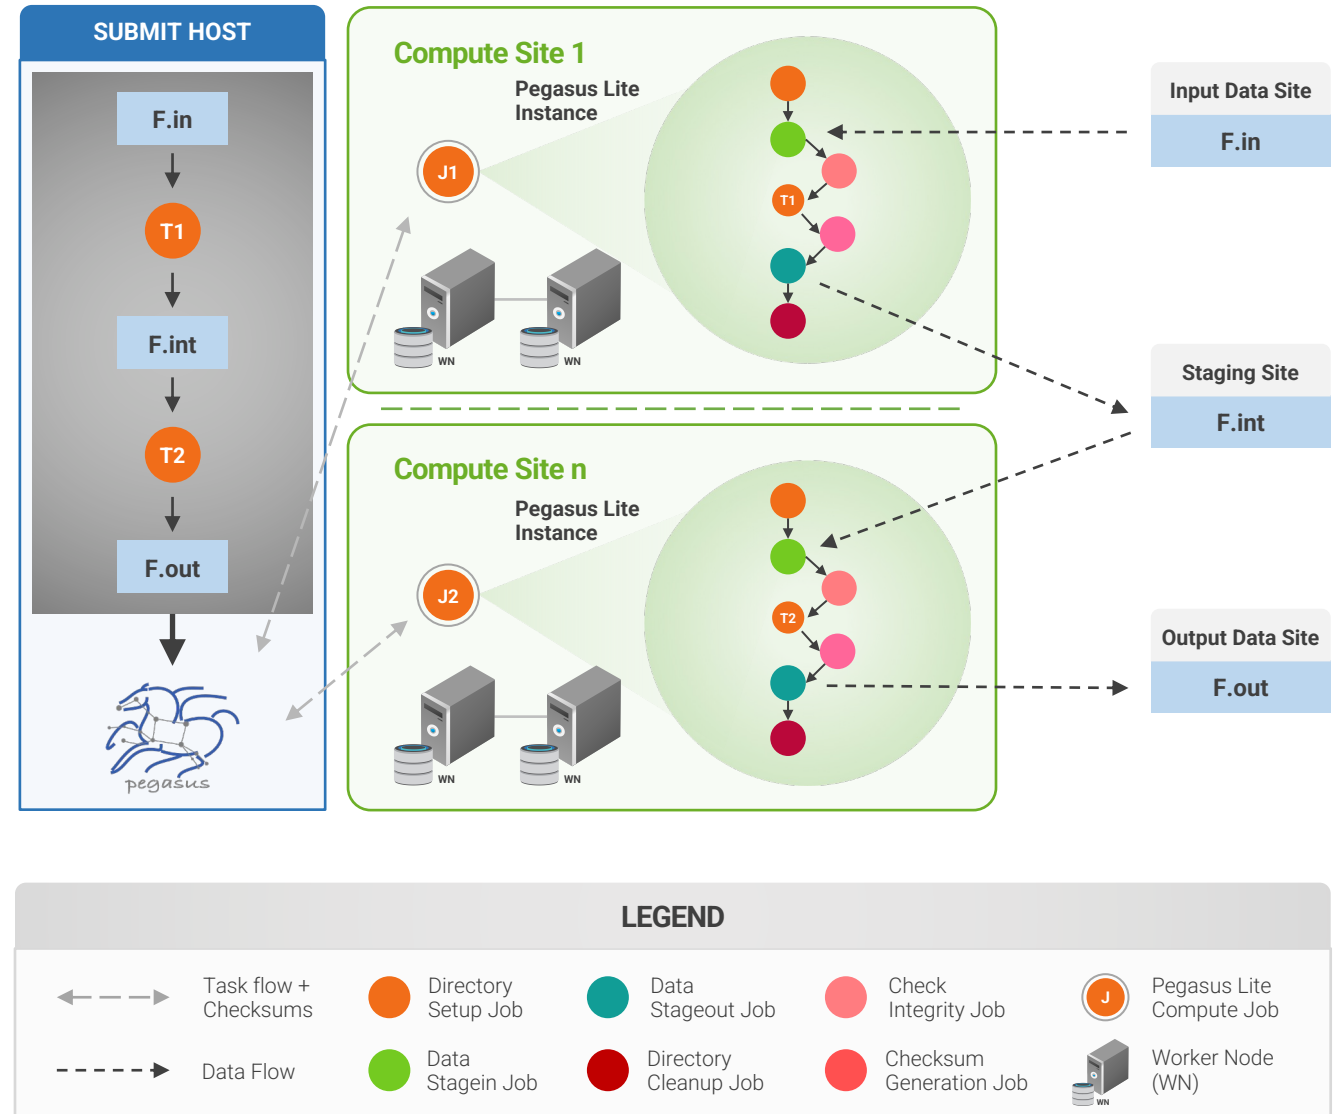 SUBMIT HOST
F.in
T1
F.int
T2
F.out
pegasus
Compute Site 1
Pegasus Lite
Instance
J1
T1
WN
WN
Compute Site n
Pegasus Lite
Instance
J2
T2
WN
WN
Input Data Site
F.in
Staging Site
F.int
Output Data Site
F.out
LEGEND
Task flow +
Checksums
Directory
Setup Job
Data
Stageout Job
Check
Integrity Job
J
Pegasus Lite
Compute Job
Data Flow
Data
Stagein Job
Directory
Cleanup Job
Checksum
Generation Job
WN
Worker Node
(WN)